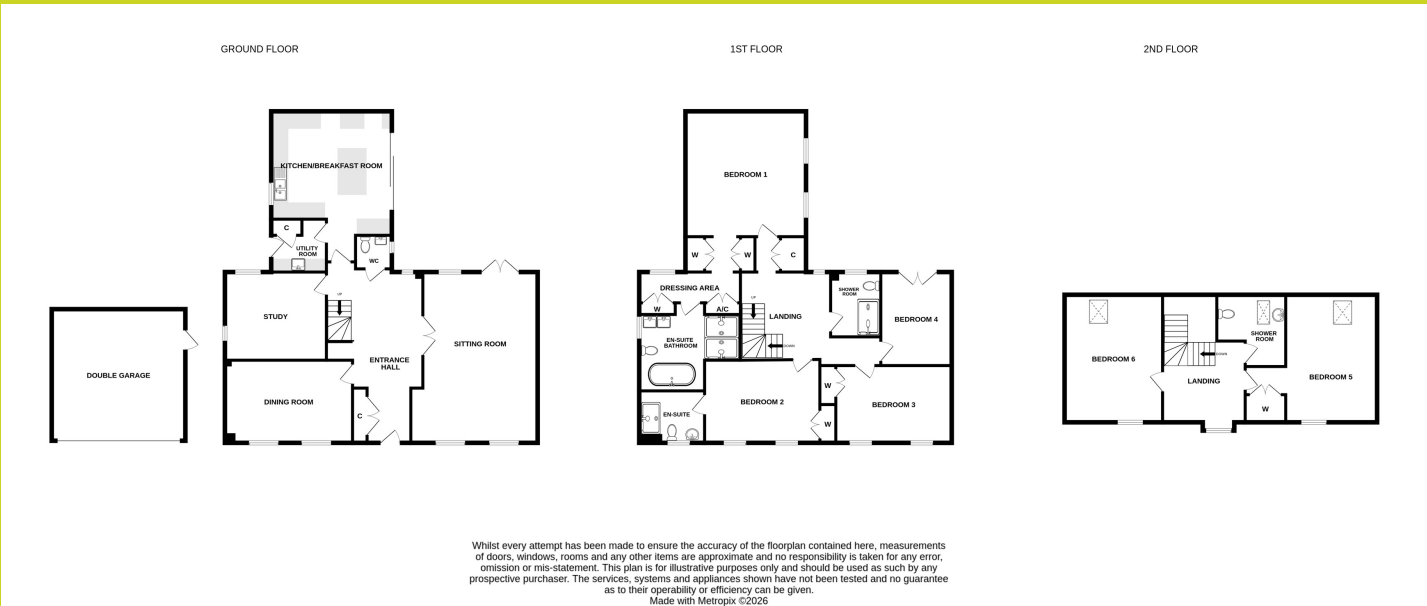 GROUND FLOOR
KITCHEN/BREAKFAST ROOM
C
UTILITY
ROOM
WC
UP
STUDY
SITTING ROOM
ENTRANCE
HALL
DOUBLE GARAGE
DINING ROOM
C
1ST FLOOR
BEDROOM 1
W
W
C
DRESSING AREA
W
A/C
SHOWER
ROOM
UP
LANDING
BEDROOM 4
EN-SUITE
BATHROOM
DOWN
W
BEDROOM 2
BEDROOM 3
EN-SUITE
W
2ND FLOOR
SHOWER
ROOM
DOWN
BEDROOM 6
LANDING
BEDROOM 5
W
Whilst every attempt has been made to ensure the accuracy of the floorplan contained here, measurements
of doors, windows, rooms and any other items are approximate and no responsibility is taken for any error,
omission or mis-statement. This plan is for illustrative purposes only and should be used as such by any
prospective purchaser. The services, systems and appliances shown have not been tested and no guarantee
as to their operability or efficiency can be given.
Made with Metropix ©2026